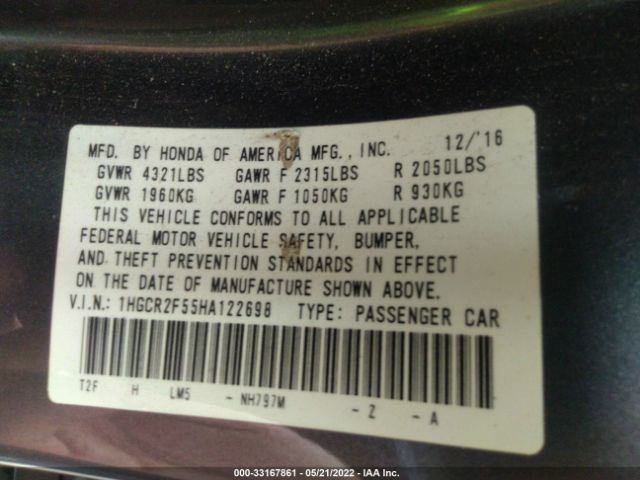 MFD. BY HONDA OF AMERICA MFG., INC. 12/'16
GVWR 4321LBS GAWR F 2315LBS R 2050LBS
GVWR 1960KG GAWR F 1050KG R 930KG
THIS VEHICLE CONFORMS TO ALL APPLICABLE
FEDERAL MOTOR VEHICLE SAFETY, BUMPER,
AND THEFT PREVENTION STANDARDS IN EFFECT
ON THE DATE OF MANUFACTURE SHOWN ABOVE.
V.I.N.: 1HGCR2F55HA122698 TYPE: PASSENGER CAR
T2F H LM5 - NH797M - Z - A
000-33167861 - 05/21/2022 - IAA Inc.